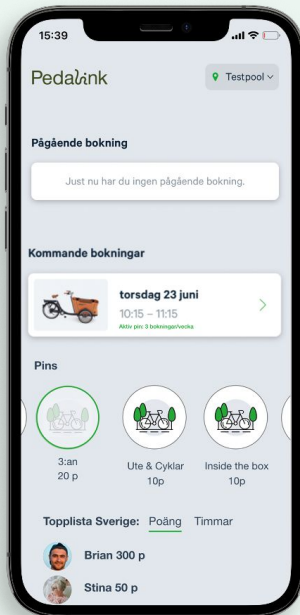 15:39
Pedalink
Testpool
Pågående bokning
Just nu har du ingen pågående bokning.
Kommande bokningar
torsdag 23 juni
10:15 – 11:15
Aktiv pin: 3 bokningar/vecka
Pins
3:an
20 p
Ute & Cyklar
10p
Inside the box
10p
Topplista Sverige: Poäng Timmar
Brian 300 p
Stina 50 p